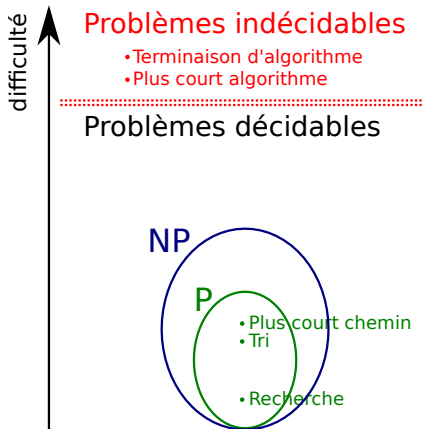 difficulté
Problèmes indécidables
•Terminaison d'algorithme
•Plus court algorithme
Problèmes décidables
NP
P
•Plus court chemin
•Tri
•Recherche